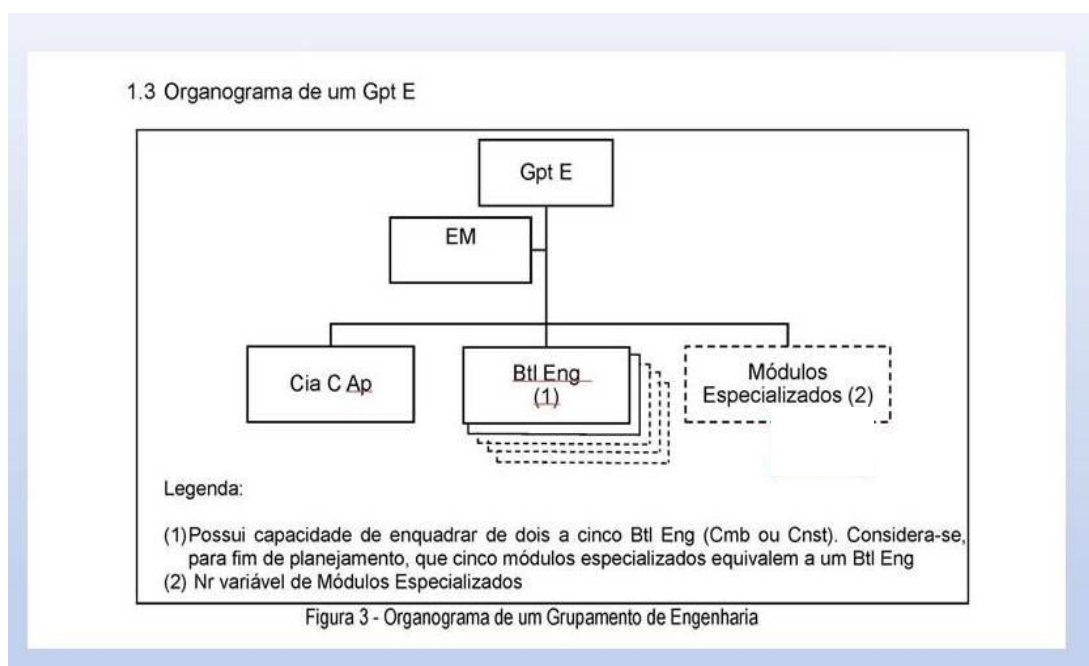 1.3 Organograma de um Gpt E
Gpt E
EM
Cia C Ap
Btl Eng
(1)
Módulos
Especializados (2)
Legenda:
(1)Possui capacidade de enquadrar de dois a cinco Btl Eng (Cmb ou Cnst). Considera-se,
para fim de planejamento, que cinco módulos especializados equivalem a um Btl Eng
(2) Nr variável de Módulos Especializados
Figura 3 - Organograma de um Grupamento de Engenharia